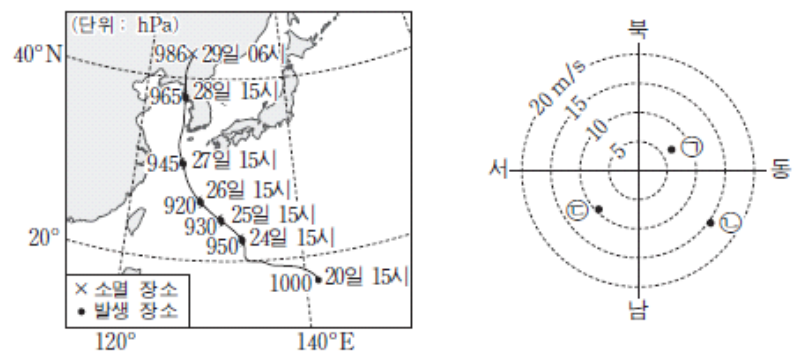 (단위 : hPa)
40°N
986 29일 06시
965 28일 15시
945 27일 15시
920 26일 15시
930 25일 15시
950 24일 15시
20°
1000 20일 15시
× 소멸 장소
● 발생 장소
120° 140°E
북
20 m/s
15
10
5
㉠
서 동
㉢
㉡
남